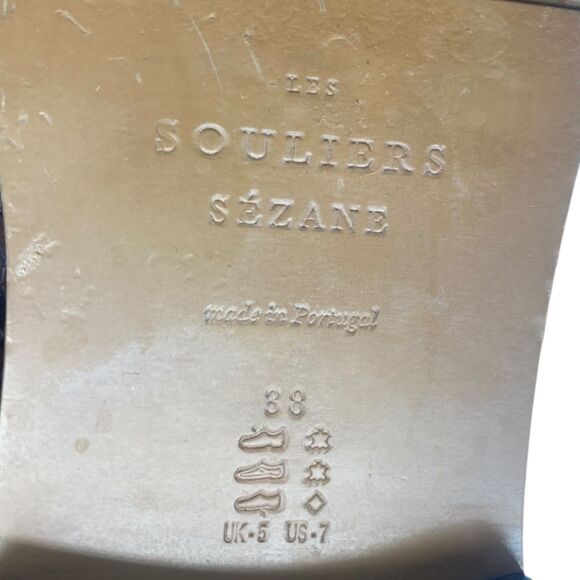 LES
SOULIERS
SÉZANE
made in Portugal
38
UK-5 US-7